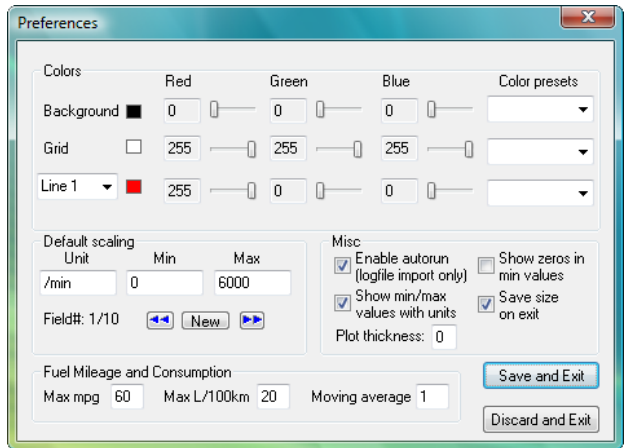 Preferences
Colors
Red Green Blue Color presets
Background 0 0 0
Grid 255 255 255
Line 1 255 0 0
Default scaling
Unit Min Max
/min 0 6000
Field#: 1/10 New
Misc
Enable autorun
(logfile import only)
Show zeros in
min values
Show min/max
values with units
Save size
on exit
Plot thickness: 0
Fuel Mileage and Consumption
Max mpg 60 Max L/100km 20 Moving average 1
Save and Exit
Discard and Exit